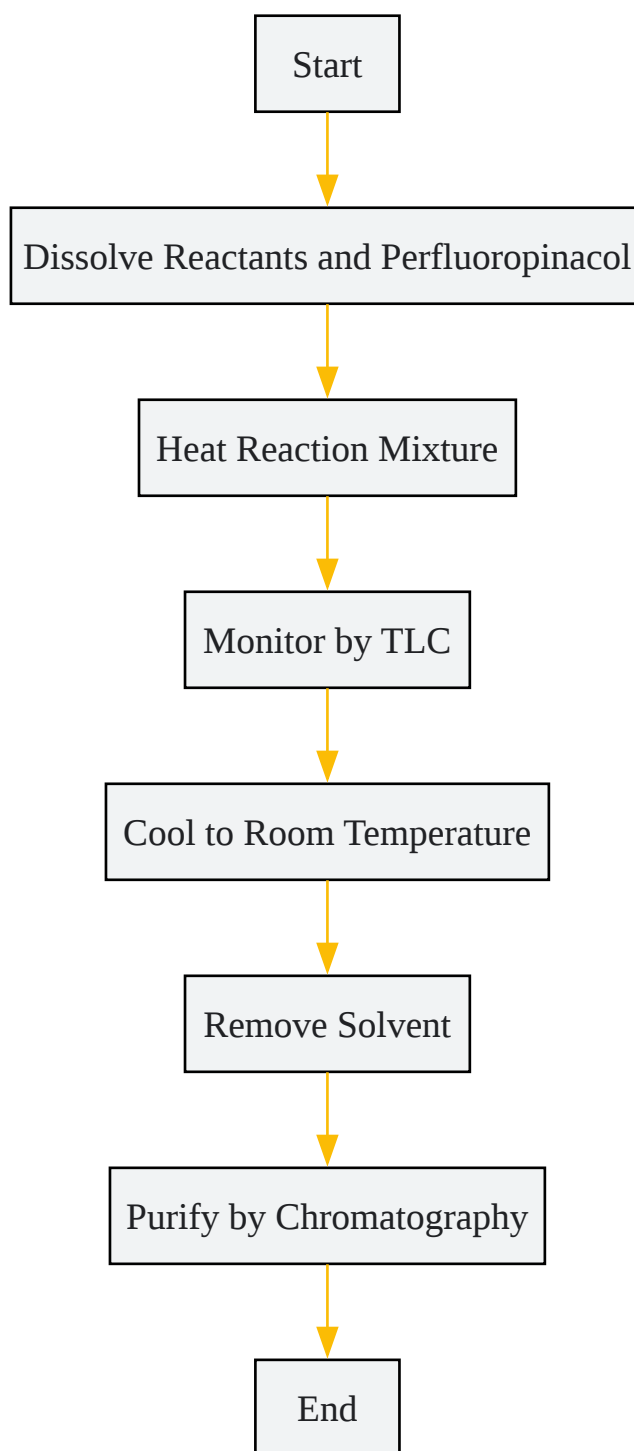 Start
Dissolve Reactants and Perfluoropinacol
Heat Reaction Mixture
Monitor by TLC
Cool to Room Temperature
Remove Solvent
Purify by Chromatography
End